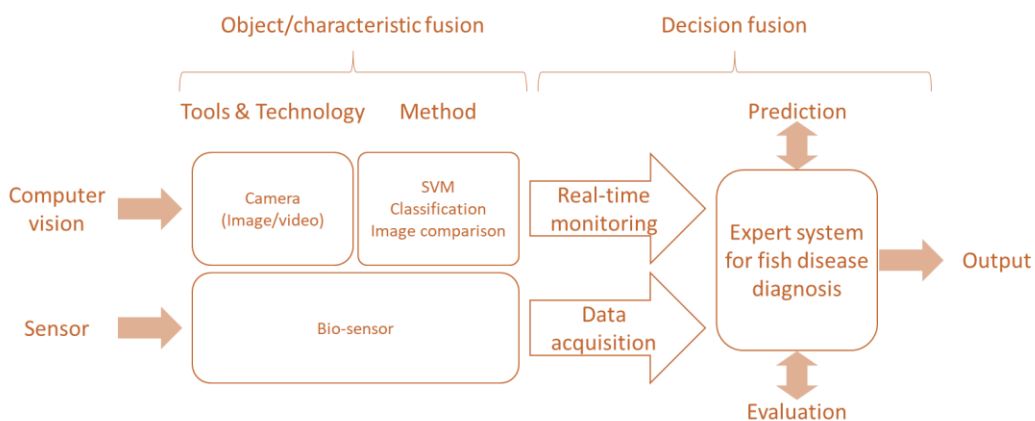 Object/characteristic fusion
Decision fusion
Tools & Technology
Method
Prediction
Computer
vision
Camera
(Image/video)
SVM
Classification
Image comparison
Real-time
monitoring
Expert system
for fish disease
diagnosis
Output
Sensor
Bio-sensor
Data
acquisition
Evaluation